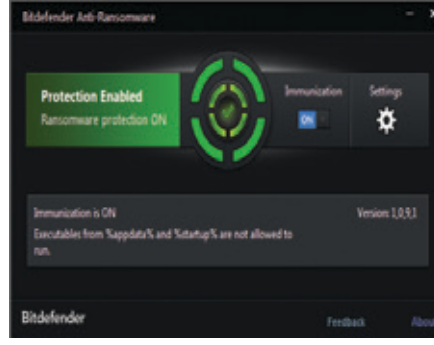 Bitdefender Anti-Ransomware
Protection Enabled
Ransomware protection ON
Immunization
ON
Settings
Immunization is ON
Version: 1,0,9,1
Executables from %appdata% and %startup% are not allowed to
run.
Bitdefender
Feedback
About